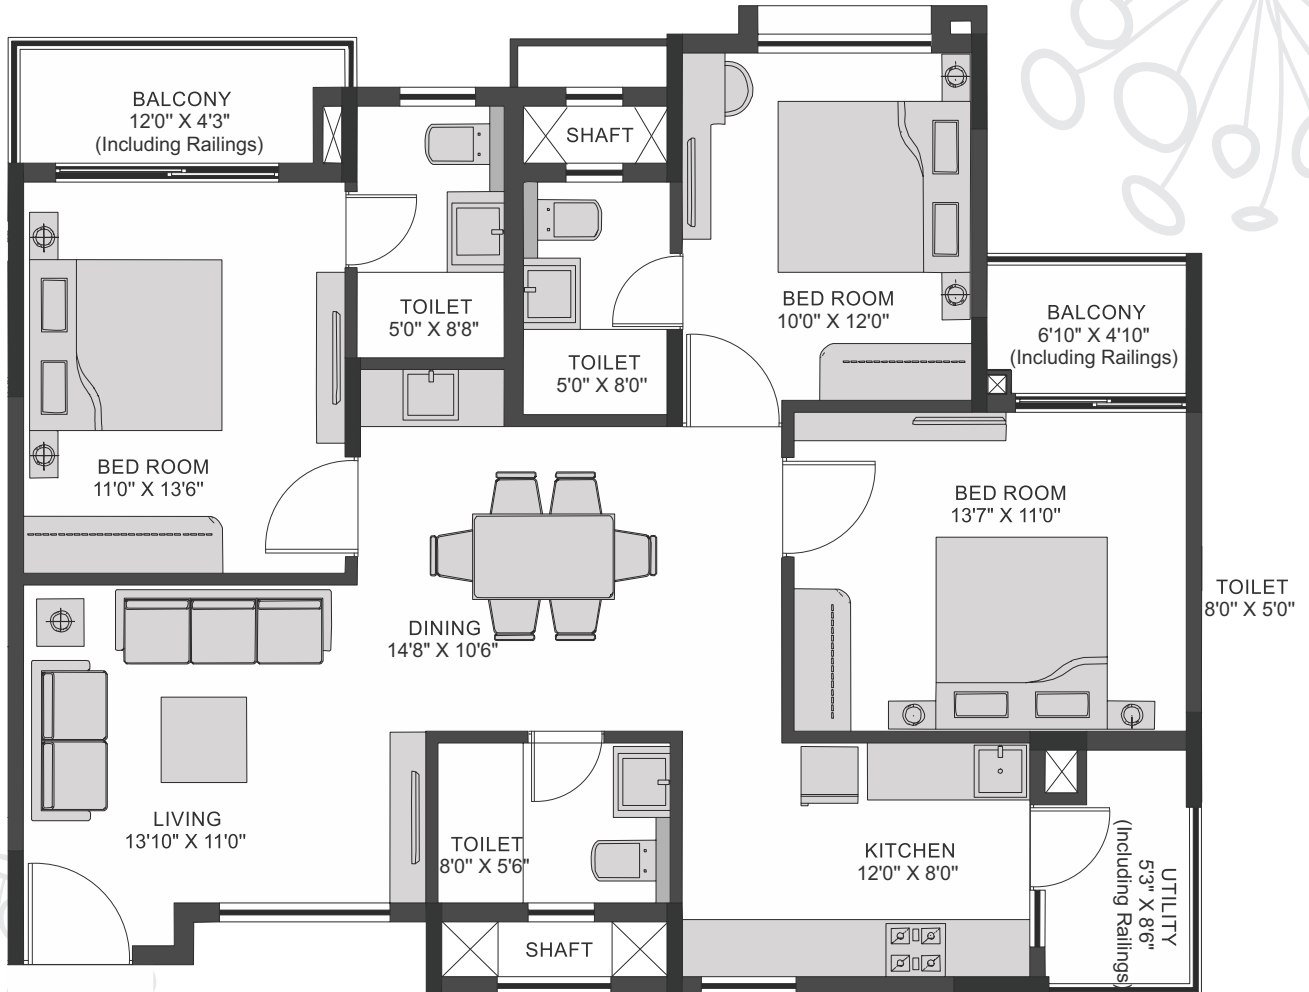 BALCONY
12'0" X 4'3"
(Including Railings)
SHAFT
TOILET
5'0" X 8'8"
TOILET
5'0" X 8'0"
BED ROOM
10'0" X 12'0"
BALCONY
6'10" X 4'10"
(Including Railings)
BED ROOM
11'0" X 13'6"
BED ROOM
13'7" X 11'0"
TOILET
8'0" X 5'0"
DINING
14'8" X 10'6"
LIVING
13'10" X 11'0"
TOILET
8'0" X 5'6"
KITCHEN
12'0" X 8'0"
UTILITY
5'3" X 8'6"
(Including Railings)
SHAFT